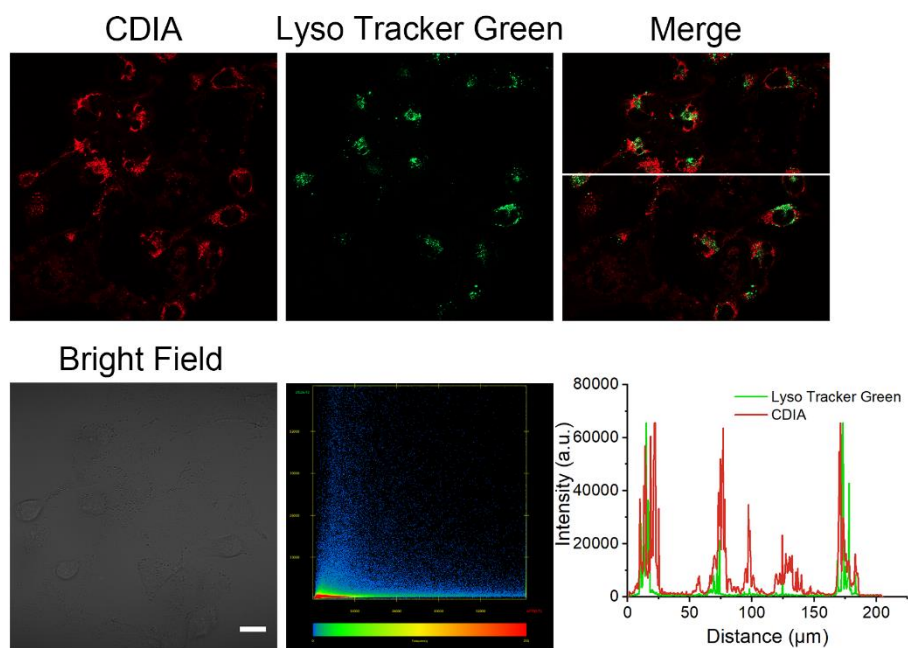 CDIA
Lyso Tracker Green
Merge
Bright Field
Frequency
80000
60000
40000
20000
0
Intensity (a.u.)
Lyso Tracker Green
CDIA
0 50 100 150 200
Distance (μm)